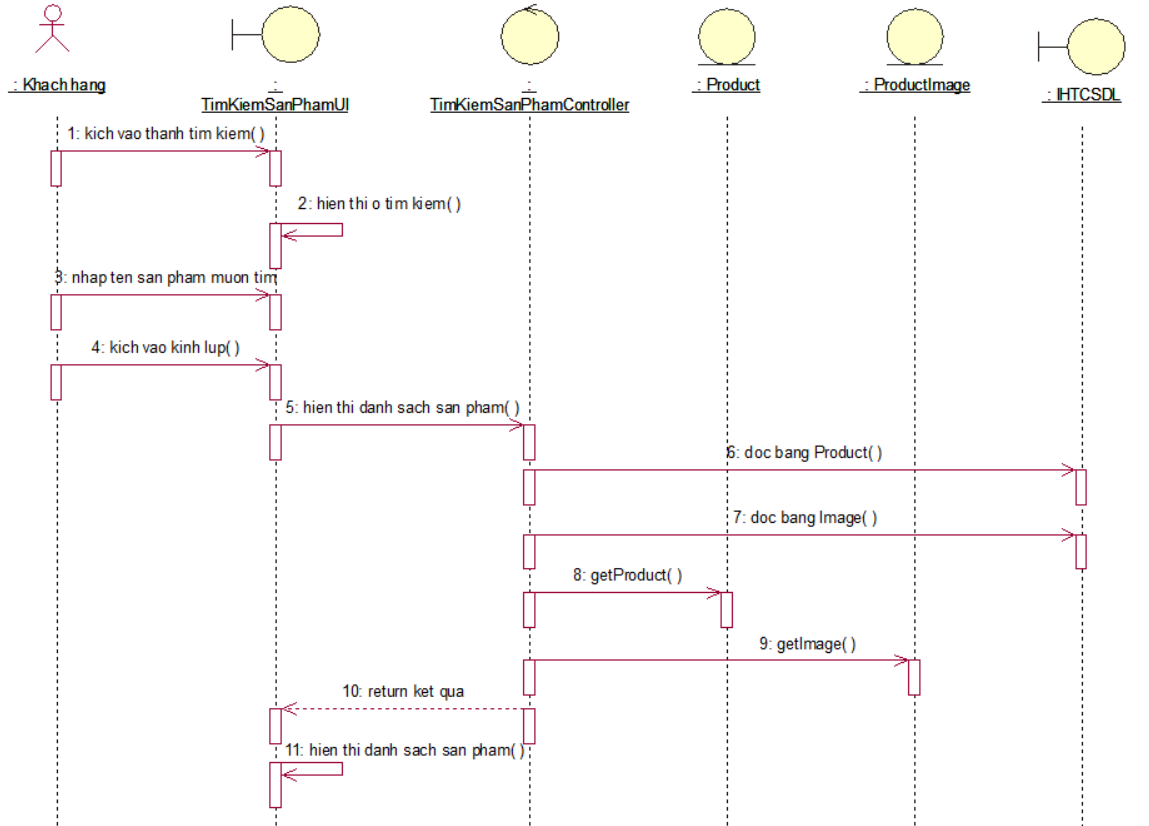 : Khach hang
:
TimKiemSanPhamUI
:
TimKiemSanPhamController
: Product
: ProductImage
: IHTCSDL
1: kich vao thanh tim kiem( )
2: hien thi o tim kiem( )
3: nhap ten san pham muon tim
4: kich vao kinh lup( )
5: hien thi danh sach san pham( )
6: doc bang Product( )
7: doc bang Image( )
8: getProduct( )
9: getImage( )
10: return ket qua
11: hien thi danh sach san pham( )